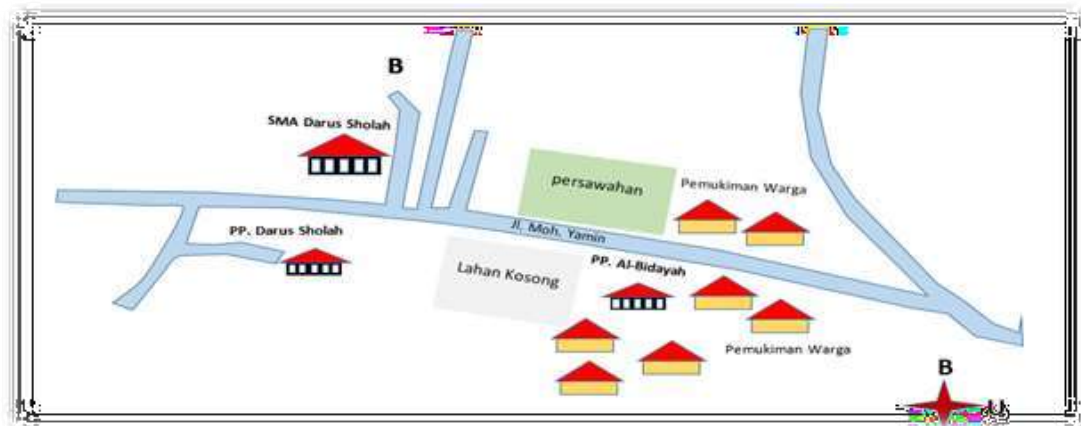 B
SMA Darus Sholah
persawahan
Pemukiman Warga
PP. Darus Sholah
Jl. Moh. Yamin
PP. Al-Bidayah
Lahan Kosong
Pemukiman Warga
B
U